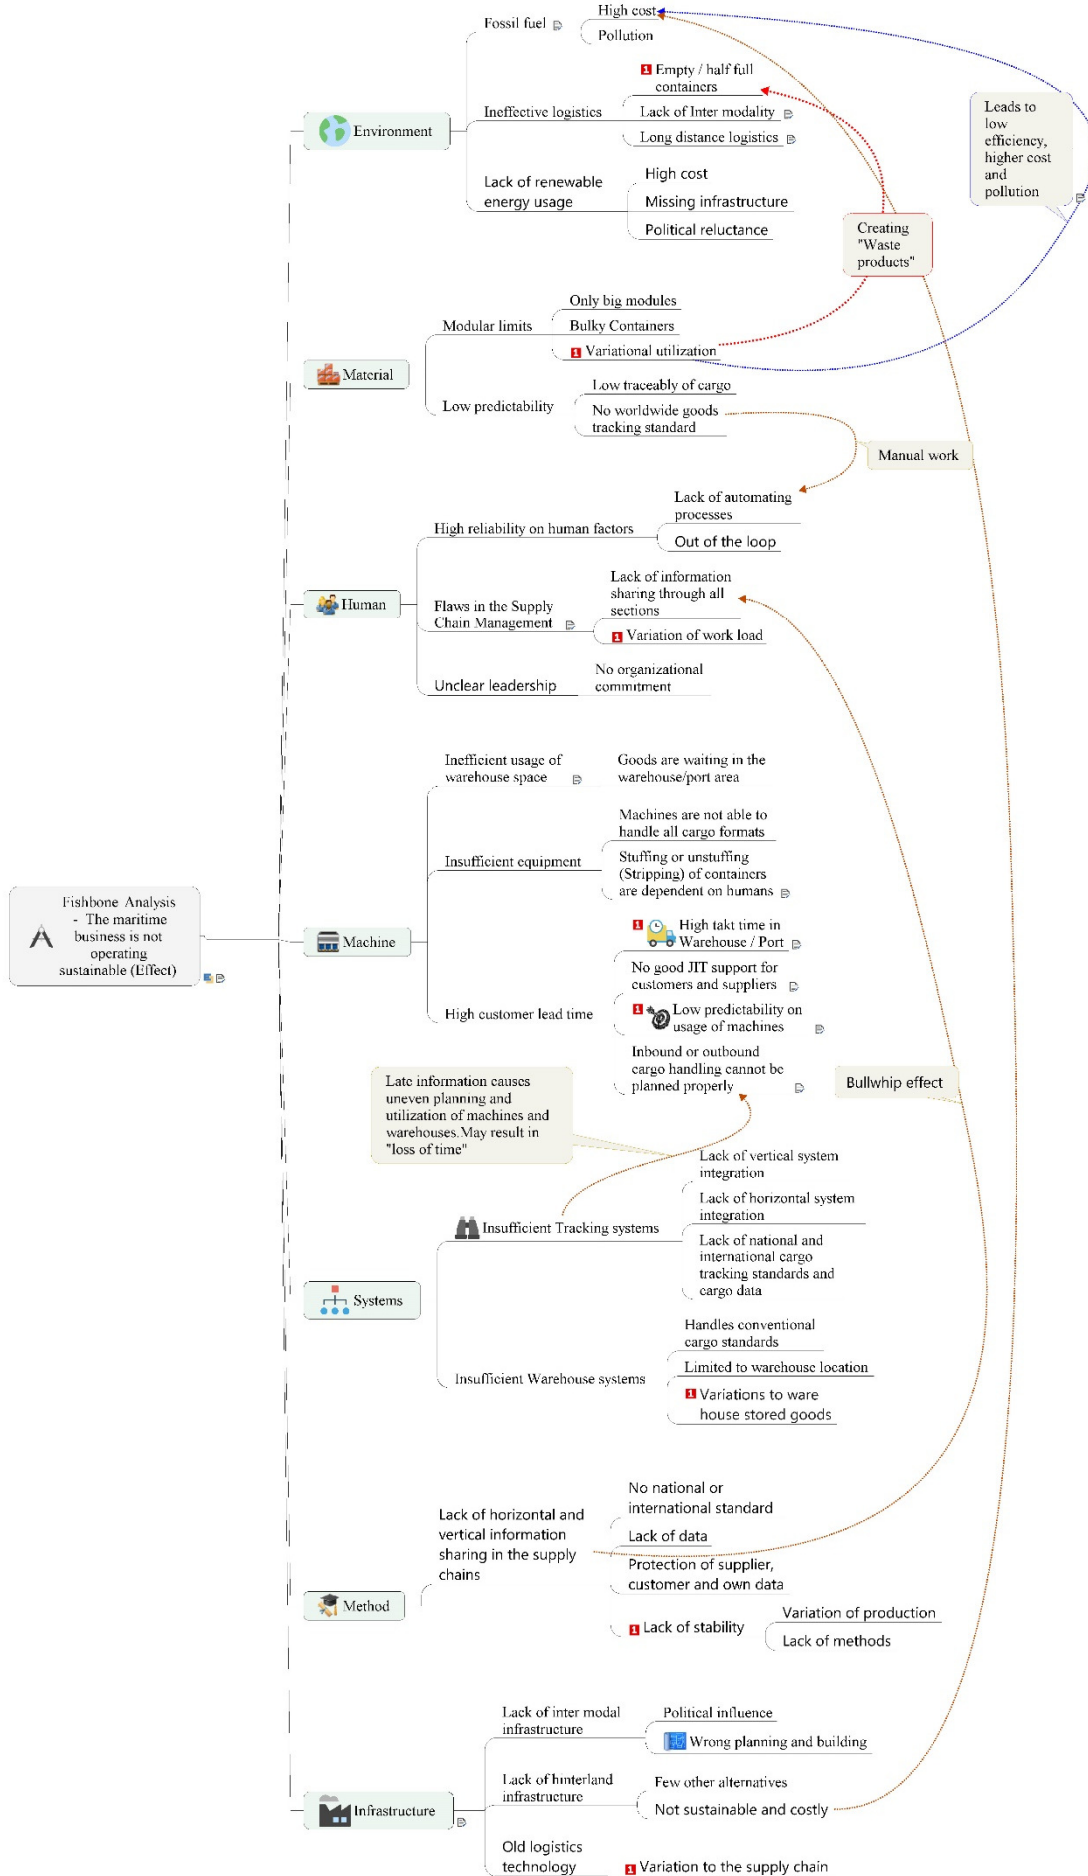 Fossil fuel
High cost
Pollution
1
Empty / half full
containers
Ineffective logistics
Lack of Inter modality
Long distance logistics
Environment
Lack of renewable
energy usage
High cost
Missing infrastructure
Political reluctance
Leads to
low
efficiency,
higher cost
and
pollution
Creating
"Waste
products"
Only big modules
Modular limits
Bulky Containers
1
Variational utilization
Material
Low traceably of cargo
Low predictability
No worldwide goods
tracking standard
Manual work
Lack of automating
processes
High reliability on human factors
Out of the loop
Human
Lack of information
sharing through all
sections
Flaws in the Supply
Chain Management
1
Variation of work load
Unclear leadership
No organizational
commitment
Inefficient usage of
warehouse space
Goods are waiting in the
warehouse/port area
Machines are not able to
handle all cargo formats
Insufficient equipment
Stuffing or unstuffing
(Stripping) of containers
are dependent on humans
Fishbone Analysis
- The maritime
business is not
operating
sustainable (Effect)
Machine
1
High takt time in
Warehouse / Port
No good JIT support for
customers and suppliers
High customer lead time
1
Low predictability on
usage of machines
Inbound or outbound
cargo handling cannot be
planned properly
Late information causes
uneven planning and
utilization of machines and
warehouses.May result in
"loss of time"
Bullwhip effect
Lack of vertical system
integration
Insufficient Tracking systems
Lack of horizontal system
integration
Lack of national and
international cargo
tracking standards and
cargo data
Systems
Handles conventional
cargo standards
Insufficient Warehouse systems
Limited to warehouse location
1
Variations to ware
house stored goods
No national or
international standard
Lack of horizontal and
vertical information
sharing in the supply
chains
Lack of data
Protection of supplier,
customer and own data
Method
1
Lack of stability
Variation of production
Lack of methods
Lack of inter modal
infrastructure
Political influence
Wrong planning and building
Infrastructure
Lack of hinterland
infrastructure
Few other alternatives
Not sustainable and costly
Old logistics
technology
1
Variation to the supply chain